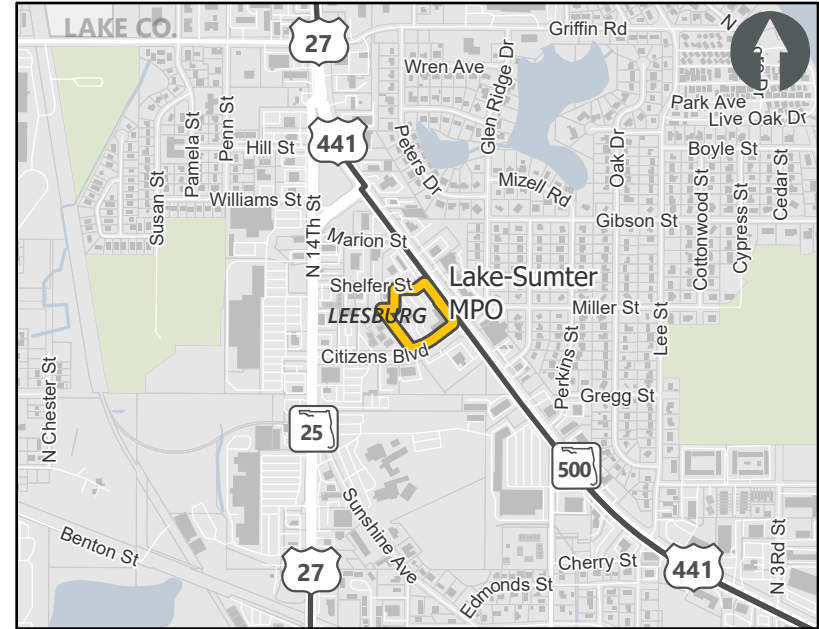 LAKE CO.
27
Griffin Rd
N
Wren Ave
Glen Ridge Dr
Park Ave
Live Oak Dr
Pamela St
Penn St
441
Hill St
Peters Dr
Oak Dr
Boyle St
Susan St
Williams St
Mizell Rd
Cottonwood St
Cypress St
Cedar St
N 14Th St
Gibson St
Marion St
Shelfer St
Lake-Sumter
MPO
LEESBURG
Miller St
Lee St
Citizens Blvd
Perkins St
N Chester St
Gregg St
25
500
Sunshine Ave
Benton St
27
Cherry St
441
Edmonds St
N 3Rd St